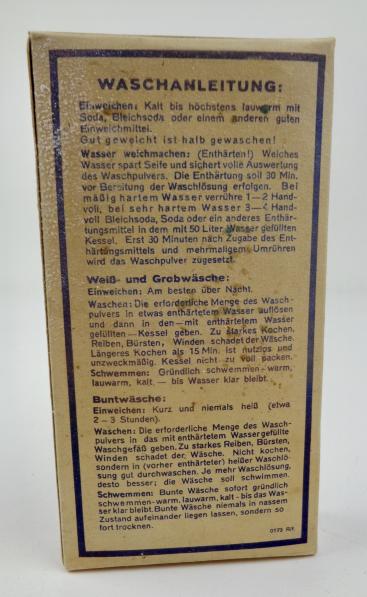 WASCHANLEITUNG:
Einweichen: Kalt bis höchstens lauwarm mit
Soda, Bleichsoda oder einem anderen guten
Einweichmittel.
Gut geweicht ist halb gewaschen!
Wasser weichmachen: (Enthärten!) Weiches
Wasser spart Seife und sichert volle Auswertung
des Waschpulvers. Die Enthärtung soll 30 Min.
vor Bereitung der Waschlösung erfolgen. Bei
mäßig hartem Wasser verrühre 1—2 Hand-
voll, bei sehr hartem Wasser 3—4 Hand-
voll Bleichsoda, Soda oder ein anderes Enthär-
tungsmittel in dem mit 50 Liter Wasser gefüllten
Kessel. Erst 30 Minuten nach Zugabe des Ent-
härtungsmittels und mehrmaligem Umrühren
wird das Waschpulver zugesetzt.
Weiß- und Grobwäsche:
Einweichen: Am besten über Nacht.
Waschen: Die erforderliche Menge des Wasch-
pulvers in etwas enthärtetem Wasser auflösen
und dann in den—mit enthärtetem Wasser
gefüllten—Kessel geben. Zu starkes Kochen,
Reiben, Bürsten, Winden schadet der Wäsche.
Längeres Kochen als 15 Min. ist nutzlos und
unzweckmäßig. Kessel nicht zu voll packen.
Schwemmen: Gründlich schwemmen-warm,
lauwarm, kalt — bis Wasser klar bleibt.
Buntwäsche:
Einweichen: Kurz und niemals heiß (etwa
2 – 3 Stunden).
Waschen: Die erforderliche Menge des Wasch-
pulvers in das mit enthärtetem Wasser gefüllte
Waschgefäß geben. Zu starkes Reiben, Bürsten,
Winden schadet der Wäsche. Nicht kochen,
sondern in (vorher enthärteter) heißer Waschlö-
sung gut durchwaschen. Je mehr Waschlösung,
desto besser; die Wäsche soll schwimmen.
Schwemmen: Bunte Wäsche sofort gründlich
schwemmen-warm, lauwarm, kalt-bis das Was-
ser klar bleibt. Bunte Wäsche niemals in nassem
Zustand aufeinander liegen lassen, sondern so
fort trocknen.